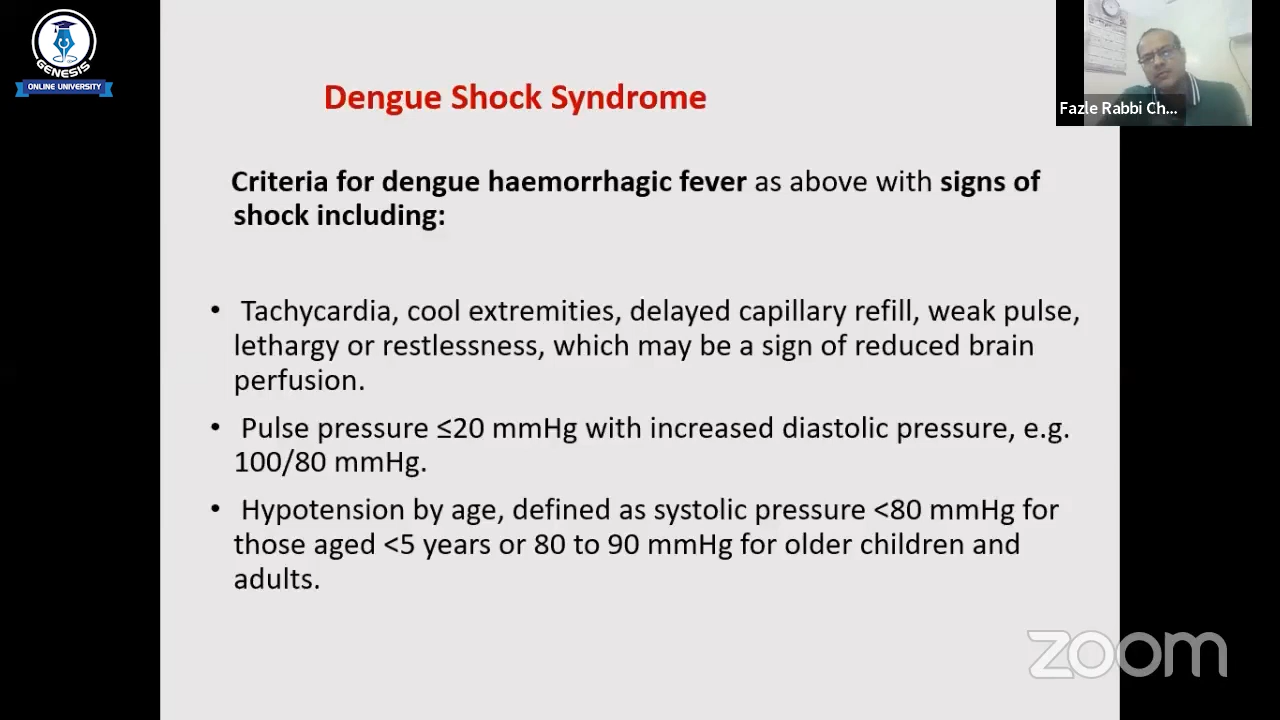 GENESIS
ONLINE UNIVERSITY
Fazle Rabbi Ch...
Dengue Shock Syndrome
Criteria for dengue haemorrhagic fever as above with signs of
shock including:
• Tachycardia, cool extremities, delayed capillary refill, weak pulse,
lethargy or restlessness, which may be a sign of reduced brain
perfusion.
• Pulse pressure ≤20 mmHg with increased diastolic pressure, e.g.
100/80 mmHg.
• Hypotension by age, defined as systolic pressure <80 mmHg for
those aged <5 years or 80 to 90 mmHg for older children and
adults.
zoom